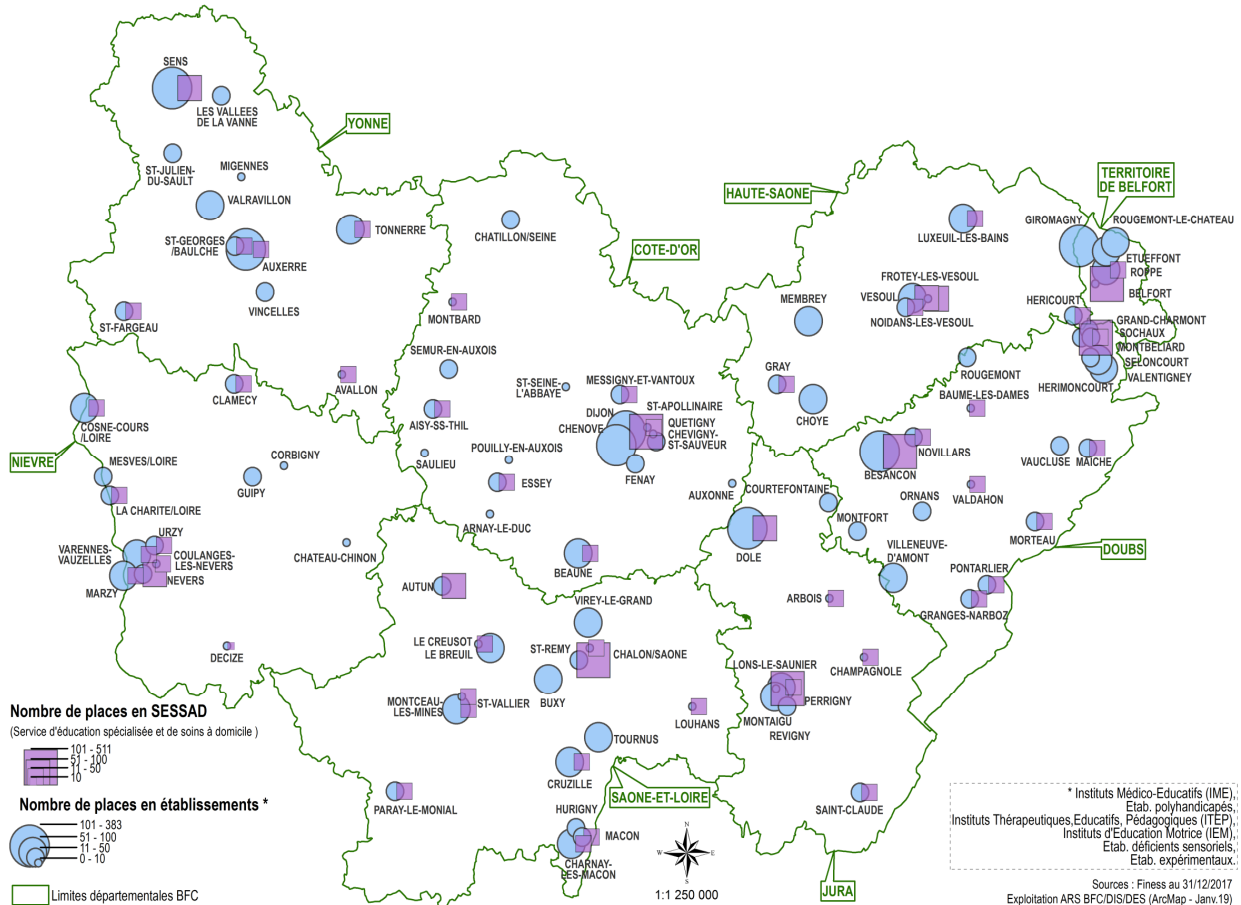 SENS
LES VALLEES
DE LA VANNE
YONNE
ST-JULIEN-
DU-SAULT
MIGENNES
VALRAVILLON
TONNERRE
ST-GEORGES
/BAULCHE
AUXERRE
VINCELLES
ST-FARGEAU
AVALLON
CHATILLON/SEINE
COTE-D'OR
MONTBARD
SEMUR-EN-AUXOIS
ST-SEINE-
L'ABBAYE
MESSIGNY-ET-VANTOUX
AISY-SS-THIL
DIJON
CHENOVE
ST-APOLLINAIRE
QUETIGNY
CHEVIGNY-
ST-SAUVEUR
FENAY
SAULIEU
POUILLY-EN-AUXOIS
ESSEY
ARNAY-LE-DUC
AUXONNE
BEAUNE
HAUTE-SAONE
TERRITOIRE
DE BELFORT
GIROMAGNY
ROUGEMONT-LE-CHATEAU
LUXEUIL-LES-BAINS
ETUEFFONT
ROPPE
BELFORT
FROTEY-LES-VESOUL
VESOUL
NOIDANS-LES-VESOUL
MEMBREY
HERICOURT
GRAND-CHARMONT
SOCHAUX
MONTBELIARD
SELONCOURT
VALENTIGNEY
HERIMONCOURT
GRAY
CHOYE
ROUGEMONT
BAUME-LES-DAMES
NOVILLARS
BESANCON
VAUCLUSE
MAICHE
VALDAHON
ORNANS
COURTEFONTAINE
MONTFORT
MORTEAU
DOUBS
VILLENEUVE-
D'AMONT
PONTARLIER
GRANGES-NARBOZ
DOLE
ARBOIS
CHAMPAGNOLE
LONS-LE-SAUNIER
PERRIGNY
MONTAIGU
REVIGNY
SAINT-CLAUDE
JURA
CLAMECY
COSNE-COURS
/LOIRE
NIEVRE
MESVES/LOIRE
CORBIGNY
GUIPY
LA CHARITE/LOIRE
URZY
VARENNES-
VAUZELLES
COULANGES-
LES-NEVERS
NEVERS
MARZY
CHATEAU-CHINON
DECIZE
AUTUN
VIREY-LE-GRAND
LE CREUSOT
LE BREUIL
ST-REMY
CHALON/SAONE
MONTCEAU-
LES-MINES
ST-VALLIER
BUXY
LOUHANS
TOURNUS
CRUZILLE
PARAY-LE-MONIAL
SAONE-ET-LOIRE
HURIGNY
MACON
CHARNAY-
LES-MACON
N
W
E
S
1:1 250 000
Nombre de places en SESSAD
(Service d'éducation spécialisée et de soins à domicile )
101 - 511
51 - 100
11 - 50
10
Nombre de places en établissements *
101 - 383
51 - 100
11 - 50
0 - 10
Limites départementales BFC
* Instituts Médico-Educatifs (IME),
Etab. polyhandicapés,
Instituts Thérapeutiques,Educatifs, Pédagogiques (ITEP),
Instituts d'Education Motrice (IEM),
Etab. déficients sensoriels,
Etab. expérimentaux.
Sources : Finess au 31/12/2017
Exploitation ARS BFC/DIS/DES (ArcMap - Janv.19)